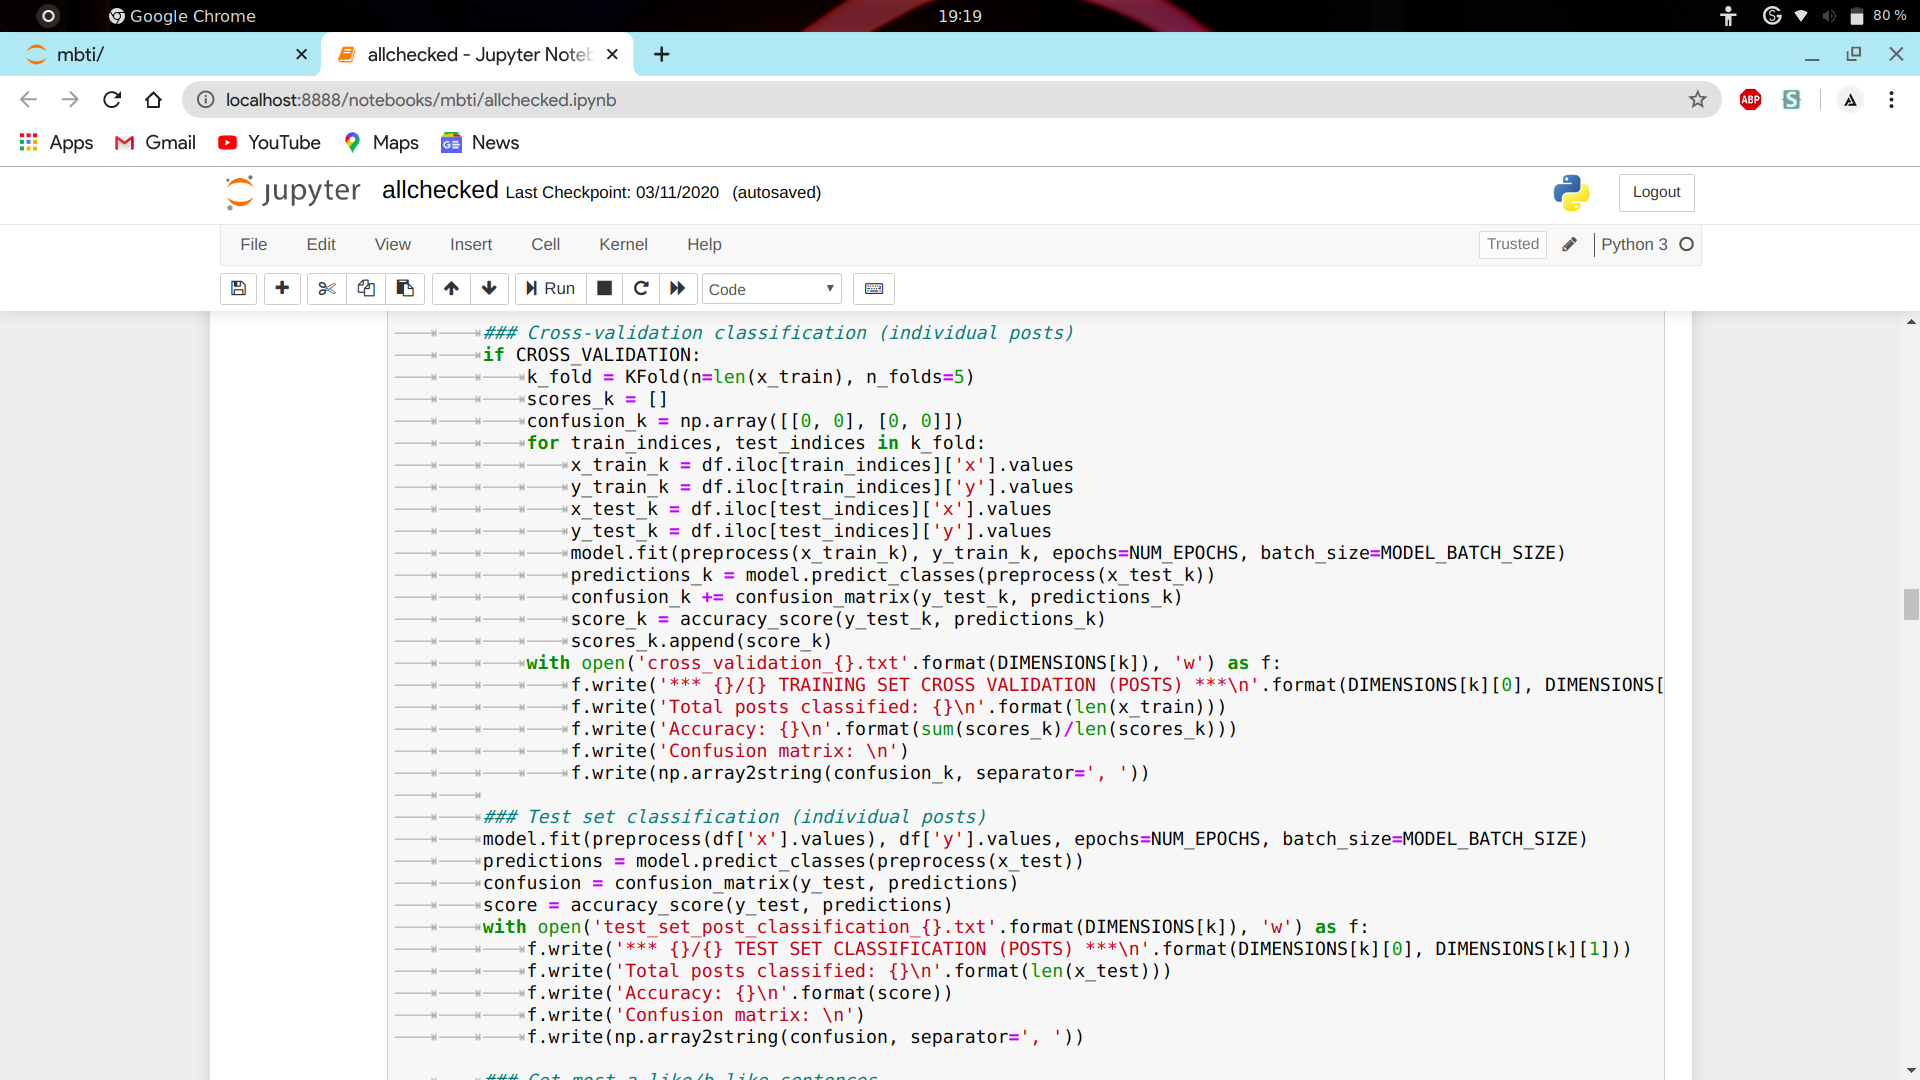 Google Chrome
19:19
80 %
mbti/
allchecked - Jupyter Noteb
localhost:8888/notebooks/mbti/allchecked.ipynb
ABP
Apps
Gmail
YouTube
Maps
News
jupyter
allchecked Last Checkpoint: 03/11/2020 (autosaved)
Logout
File
Edit
View
Insert
Cell
Kernel
Help
Trusted
Python 3
Run
Code
### Cross-validation classification (individual posts)
if CROSS_VALIDATION:
k_fold = KFold(n=len(x_train), n_folds=5)
scores_k = []
confusion_k = np.array([[0, 0], [0, 0]])
for train_indices, test_indices in k_fold:
x_train_k = df.iloc[train_indices]['x'].values
y_train_k = df.iloc[train_indices]['y'].values
x_test_k = df.iloc[test_indices]['x'].values
y_test_k = df.iloc[test_indices]['y'].values
model.fit(preprocess(x_train_k), y_train_k, epochs=NUM_EPOCHS, batch_size=MODEL_BATCH_SIZE)
predictions_k = model.predict_classes(preprocess(x_test_k))
confusion_k += confusion_matrix(y_test_k, predictions_k)
score_k = accuracy_score(y_test_k, predictions_k)
scores_k.append(score_k)
with open('cross_validation_{}.txt'.format(DIMENSIONS[k]), 'w') as f:
f.write('*** {}/{} TRAINING SET CROSS VALIDATION (POSTS) ***\n'.format(DIMENSIONS[k][0], DIMENSIONS[
f.write('Total posts classified: {}\n'.format(len(x_train)))
f.write('Accuracy: {}\n'.format(sum(scores_k)/len(scores_k)))
f.write('Confusion matrix: \n')
f.write(np.array2string(confusion_k, separator=', '))
### Test set classification (individual posts)
model.fit(preprocess(df['x'].values), df['y'].values, epochs=NUM_EPOCHS, batch_size=MODEL_BATCH_SIZE)
predictions = model.predict_classes(preprocess(x_test))
confusion = confusion_matrix(y_test, predictions)
score = accuracy_score(y_test, predictions)
with open('test_set_post_classification_{}.txt'.format(DIMENSIONS[k]), 'w') as f:
f.write('*** {}/{} TEST SET CLASSIFICATION (POSTS) ***\n'.format(DIMENSIONS[k][0], DIMENSIONS[k][1]))
f.write('Total posts classified: {}\n'.format(len(x_test)))
f.write('Accuracy: {}\n'.format(score))
f.write('Confusion matrix: \n')
f.write(np.array2string(confusion, separator=', '))
### Get most a-like/b-like sentences